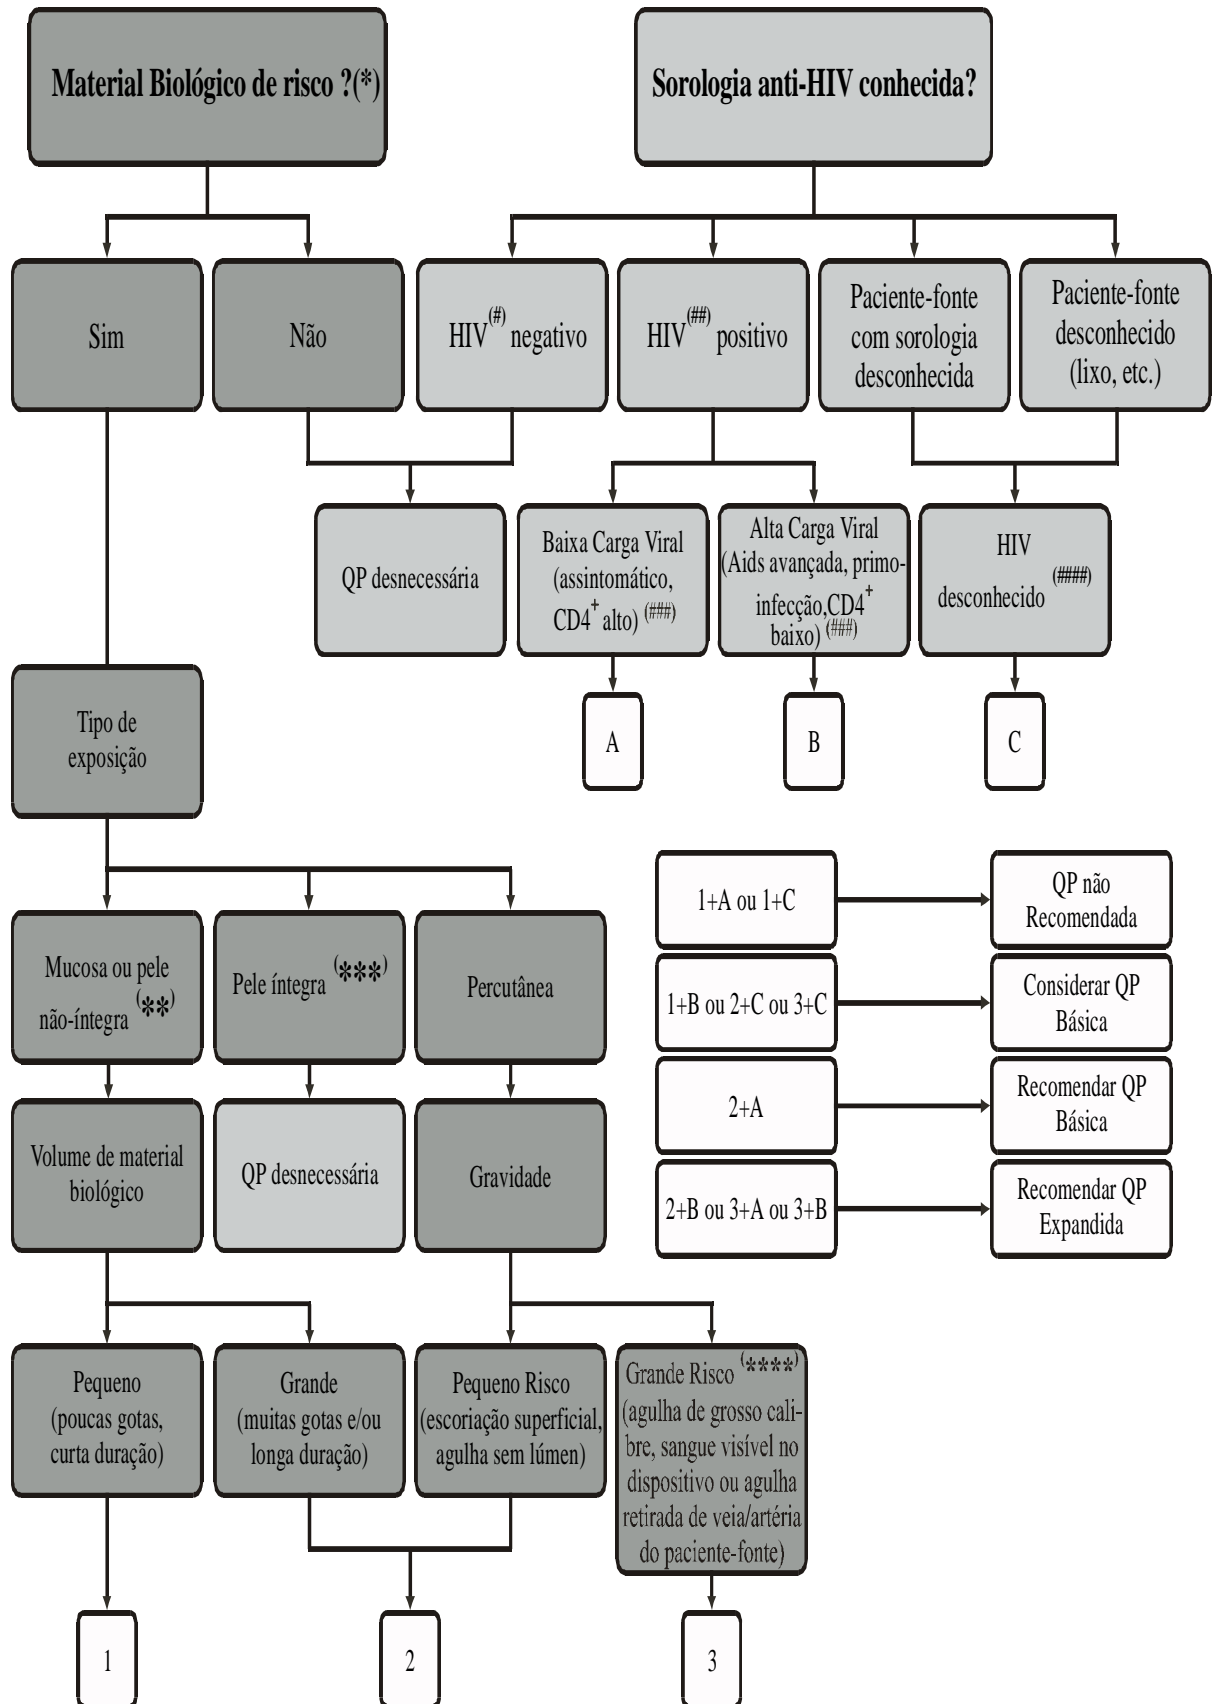 Material Biológico de risco ?(*)
Sorologia anti-HIV conhecida?
Sim
Não
HIV(#) negativo
HIV(##) positivo
Paciente-fonte
com sorologia
desconhecida
Paciente-fonte
desconhecido
(lixo, etc.)
QP desnecessária
Baixa Carga Viral
(assintomático,
CD4+ alto) (###)
Alta Carga Viral
(Aids avançada, primo-
infecção,CD4+
baixo) (###)
HIV
desconhecido (####)
A
B
C
Tipo de
exposição
Mucosa ou pele
não-íntegra (**)
Pele íntegra (***)
Percutânea
1+A ou 1+C
QP não
Recomendada
1+B ou 2+C ou 3+C
Considerar QP
Básica
2+A
Recomendar QP
Básica
2+B ou 3+A ou 3+B
Recomendar QP
Expandida
Volume de material
biológico
QP desnecessária
Gravidade
Pequeno
(poucas gotas,
curta duração)
Grande
(muitas gotas e/ou
longa duração)
Pequeno Risco
(escoriação superficial,
agulha sem lúmen)
Grande Risco (****)
(agulha de grosso cali-
bre, sangue visível no
dispositivo ou agulha
retirada de veia/artéria
do paciente-fonte)
1
2
3